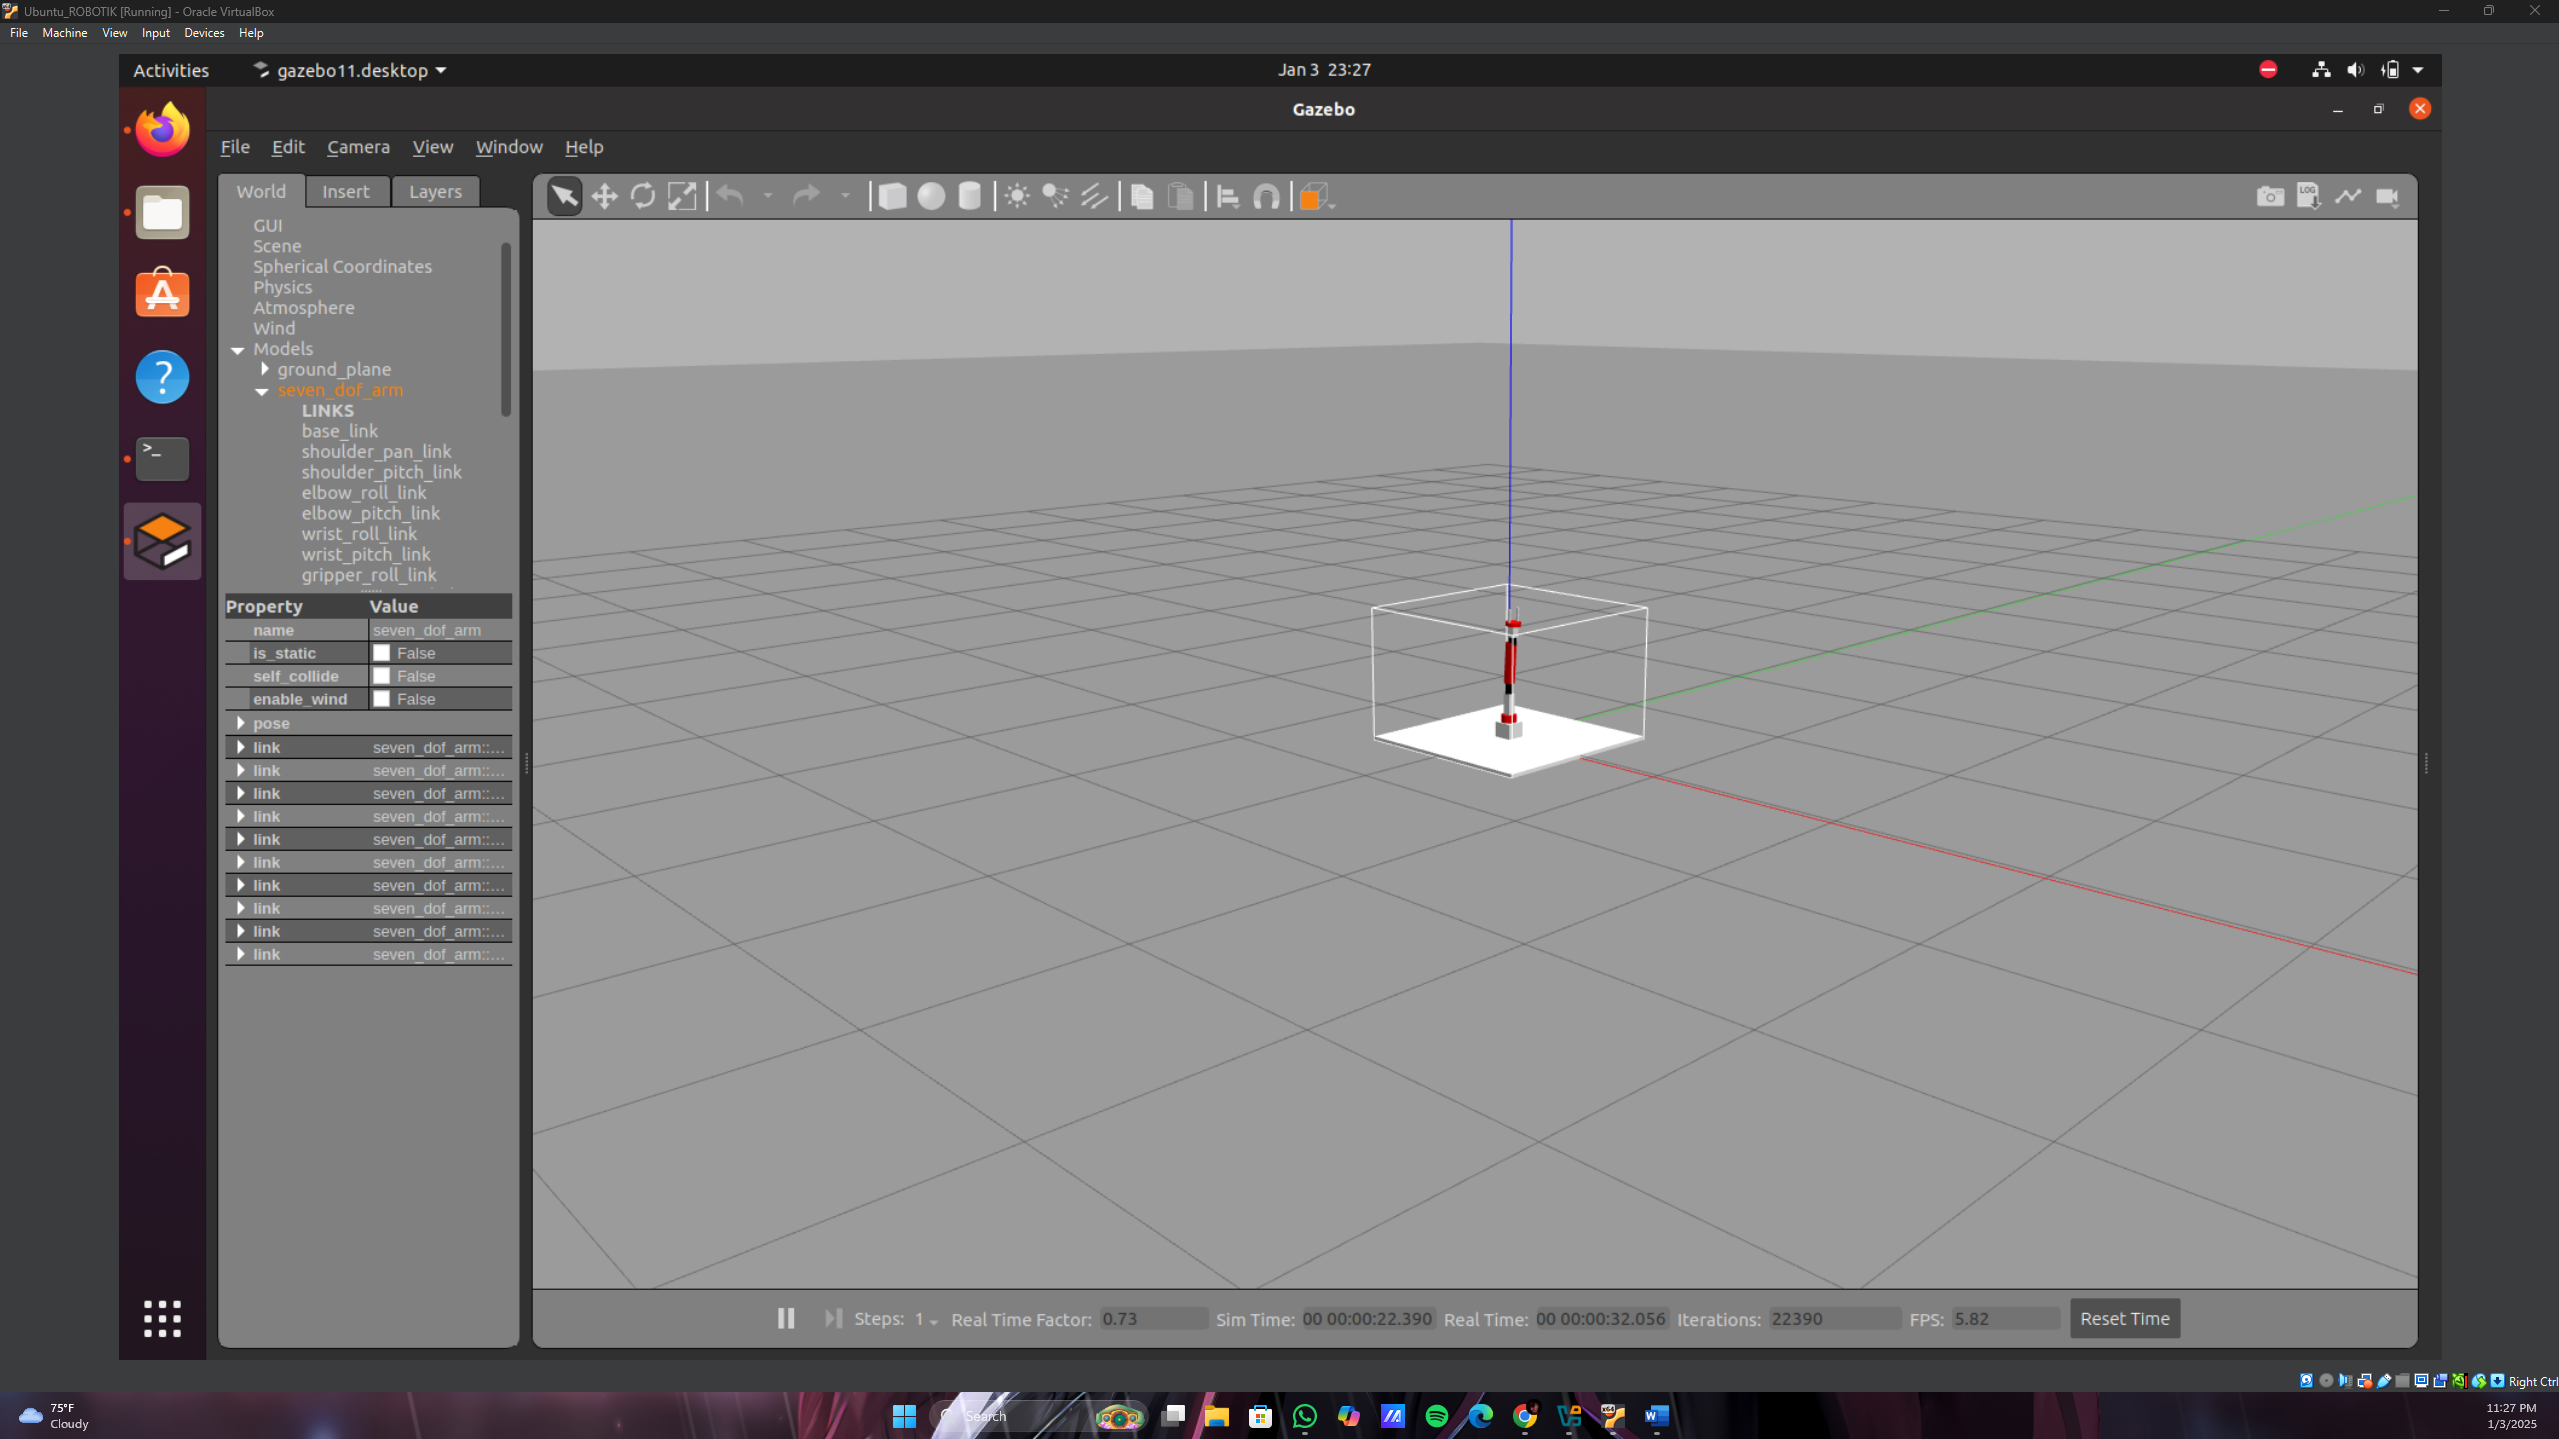 Ubuntu_ROBOTIK [Running] - Oracle VirtualBox
File Machine View Input Devices Help
Activities gazebo11.desktop Jan 3 23:27
Gazebo
File Edit Camera View Window Help
World Insert Layers
GUI
Scene
Spherical Coordinates
Physics
Atmosphere
Wind
Models
ground_plane
seven_dof_arm
LINKS
base_link
shoulder_pan_link
shoulder_pitch_link
elbow_roll_link
elbow_pitch_link
wrist_roll_link
wrist_pitch_link
gripper_roll_link
Property Value
name seven_dof_arm
is_static False
self_collide False
enable_wind False
pose
link seven_dof_arm::...
link seven_dof_arm::...
link seven_dof_arm::...
link seven_dof_arm::...
link seven_dof_arm::...
link seven_dof_arm::...
link seven_dof_arm::...
link seven_dof_arm::...
link seven_dof_arm::...
link seven_dof_arm::...
LOG
Steps: 1 Real Time Factor: 0.73 Sim Time: 00 00:00:22.390 Real Time: 00 00:00:32.056 Iterations: 22390 FPS: 5.82 Reset Time
Right Ctrl
75°F
Cloudy
Search
11:27 PM
1/3/2025